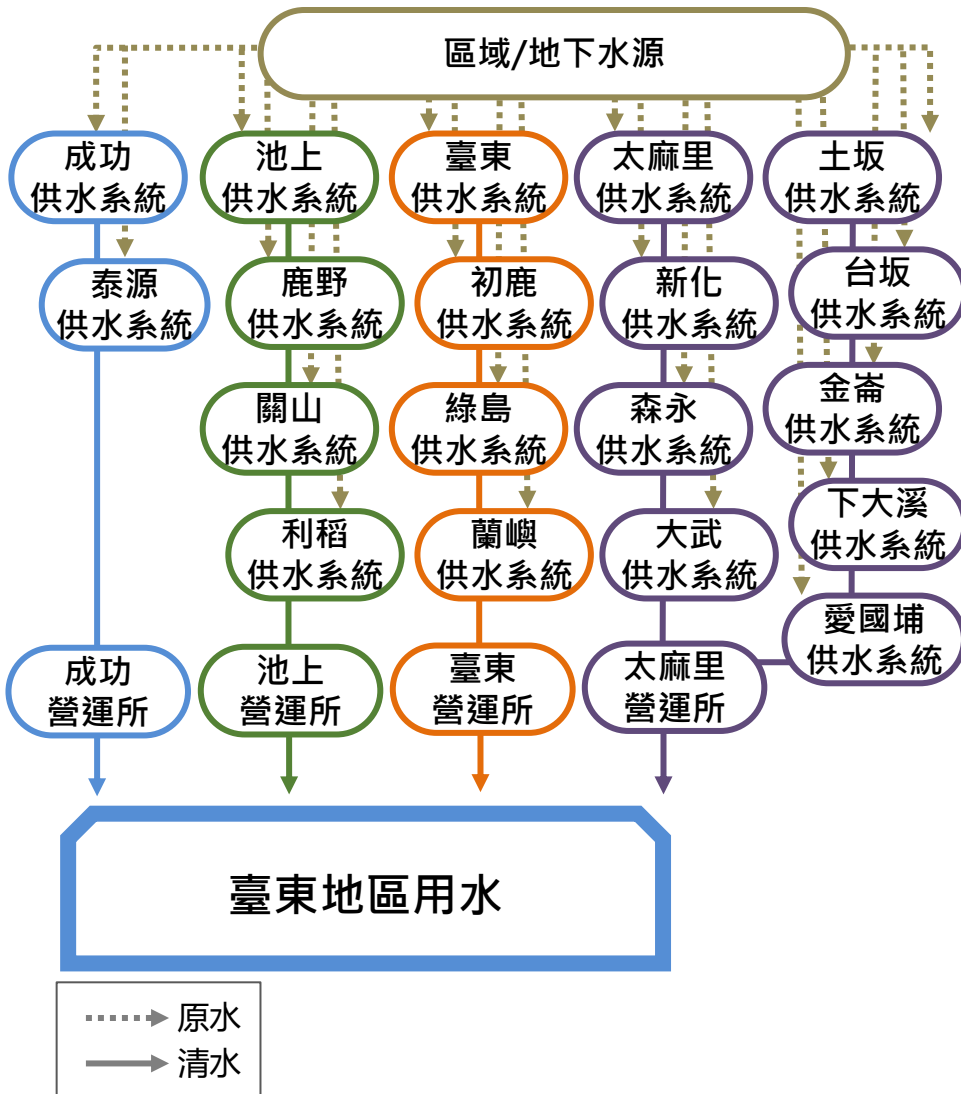 區域/地下水源
成功
供水系統
池上
供水系統
臺東
供水系統
太麻里
供水系統
土坂
供水系統
泰源
供水系統
鹿野
供水系統
初鹿
供水系統
新化
供水系統
台坂
供水系統
關山
供水系統
綠島
供水系統
森永
供水系統
金崙
供水系統
利稻
供水系統
蘭嶼
供水系統
大武
供水系統
下大溪
供水系統
愛國埔
供水系統
成功
營運所
池上
營運所
臺東
營運所
太麻里
營運所
臺東地區用水
原水
清水